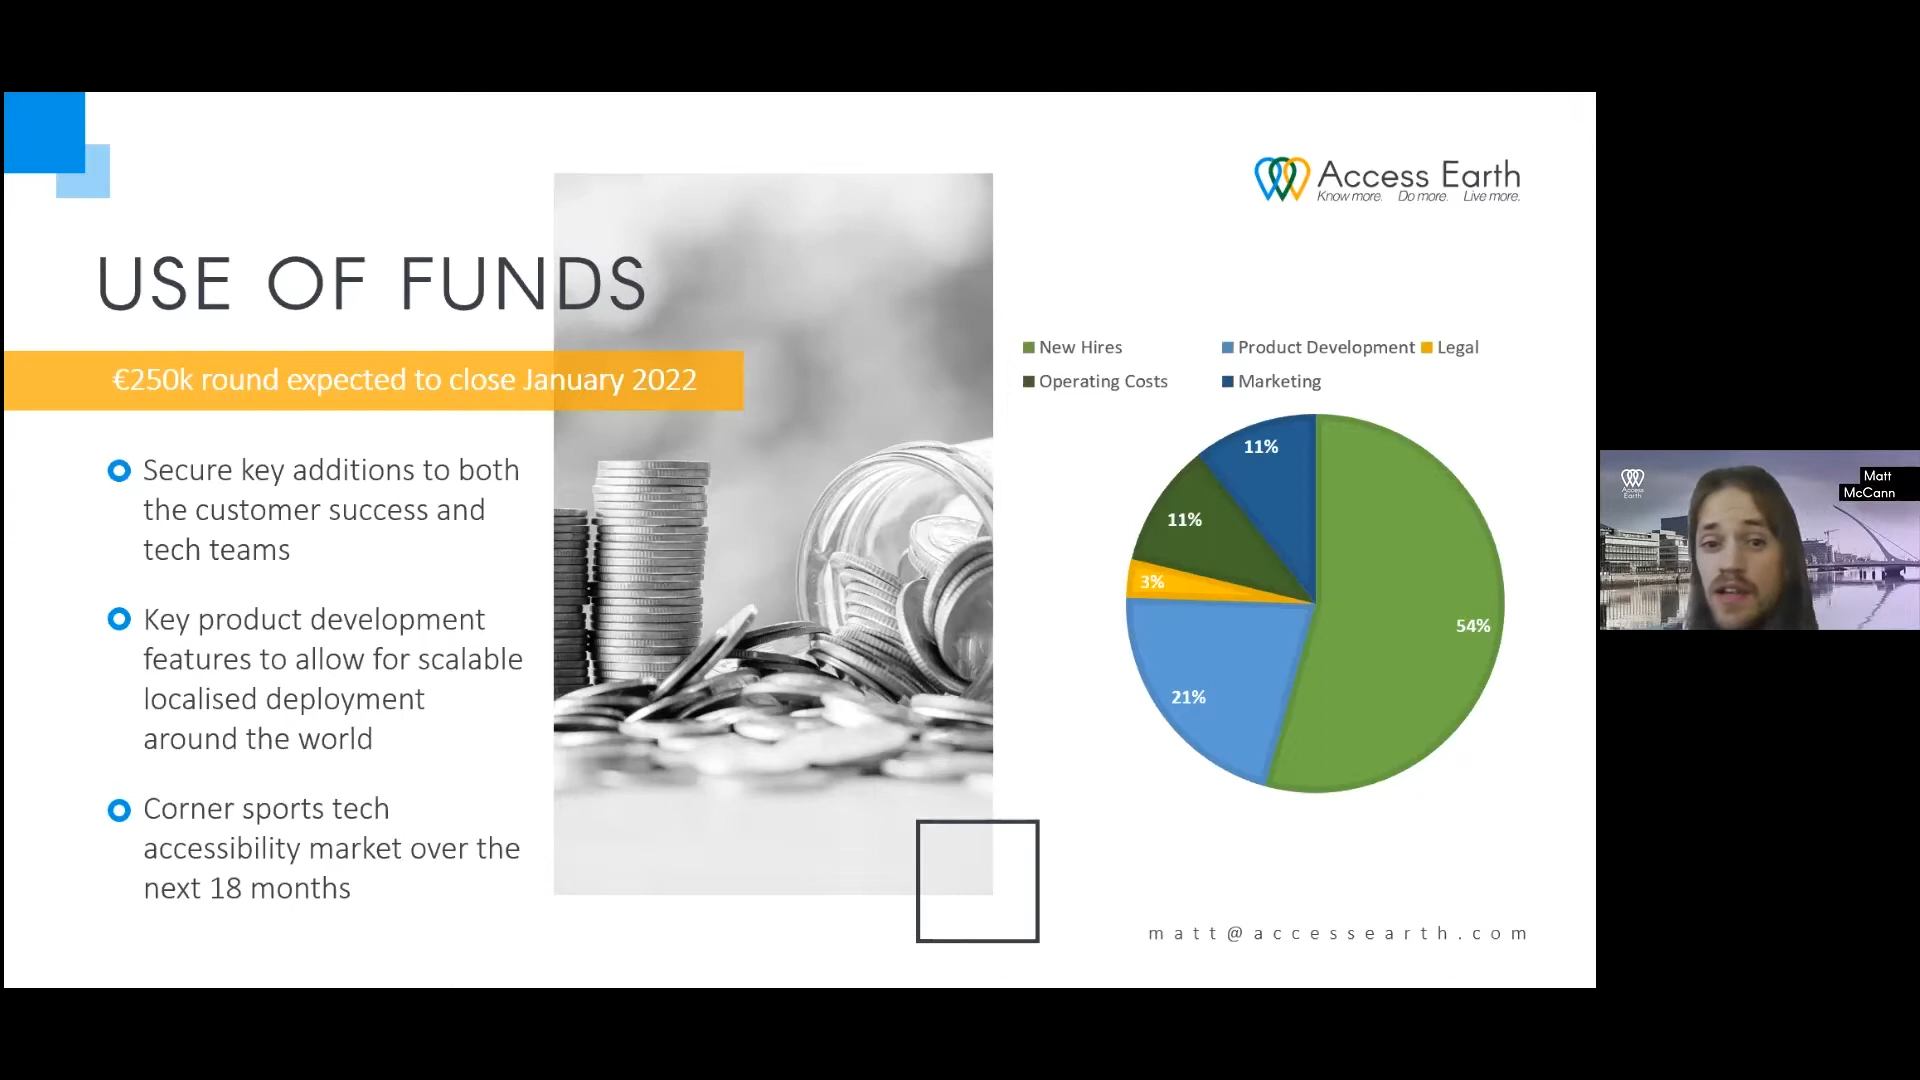 Access Earth
Know more. Do more. Live more.
USE OF FUNDS
€250k round expected to close January 2022
Secure key additions to both
the customer success and
tech teams
Key product development
features to allow for scalable
localised deployment
around the world
Corner sports tech
accessibility market over the
next 18 months
New Hires
Product Development
Legal
Operating Costs
Marketing
11%
11%
3%
54%
21%
matt@accessearth.com
Access
Earth
Matt
McCann